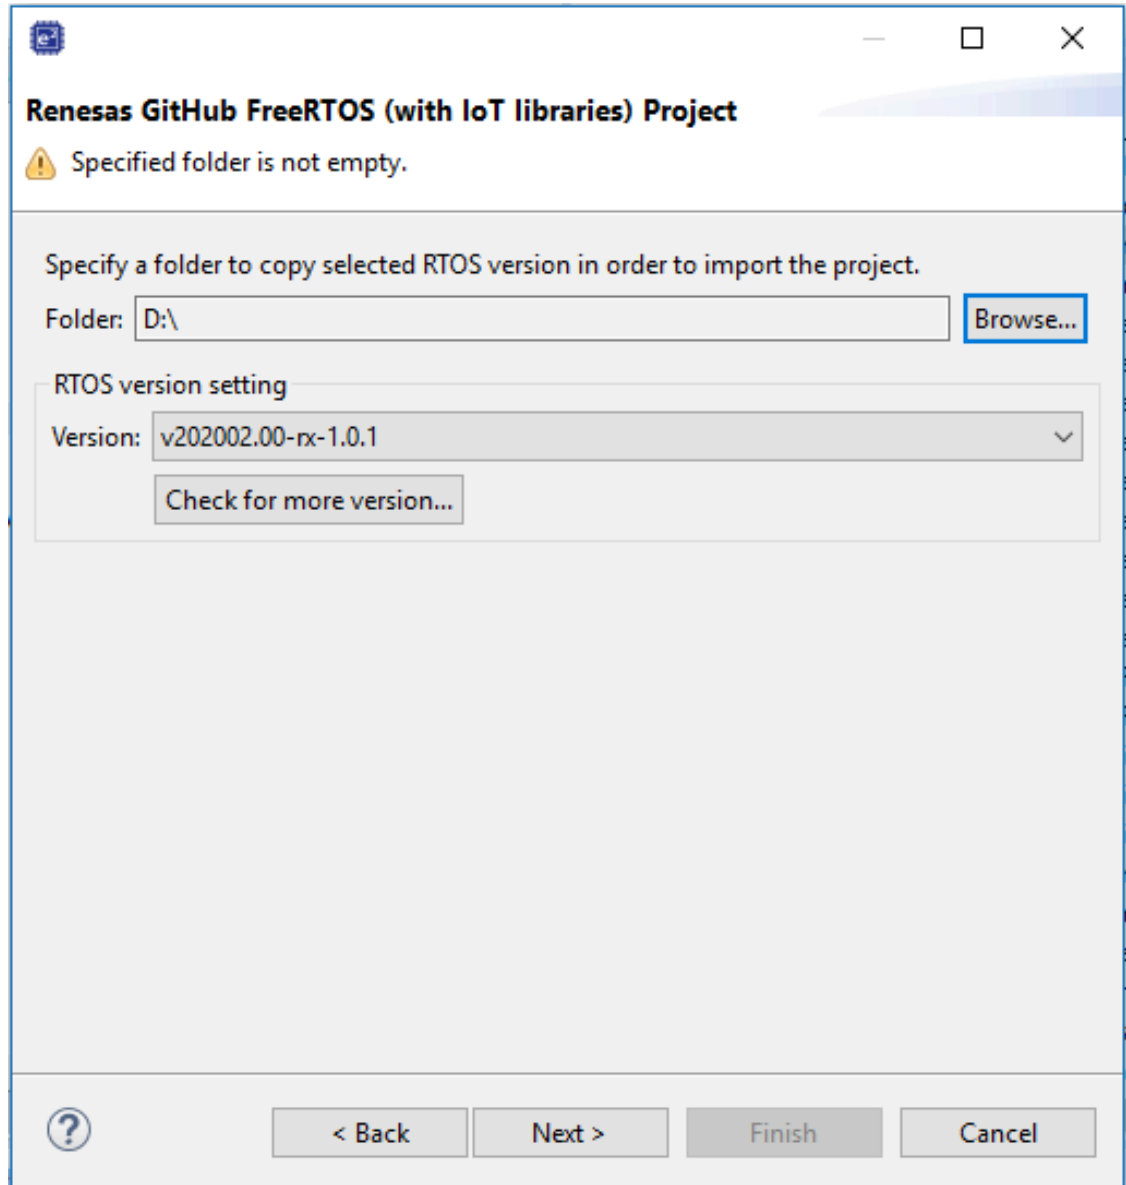 e²
Renesas GitHub FreeRTOS (with IoT libraries) Project
Specified folder is not empty.
Specify a folder to copy selected RTOS version in order to import the project.
Folder: D:\ Browse...
RTOS version setting
Version: v202002.00-rx-1.0.1
Check for more version...
? < Back Next > Finish Cancel